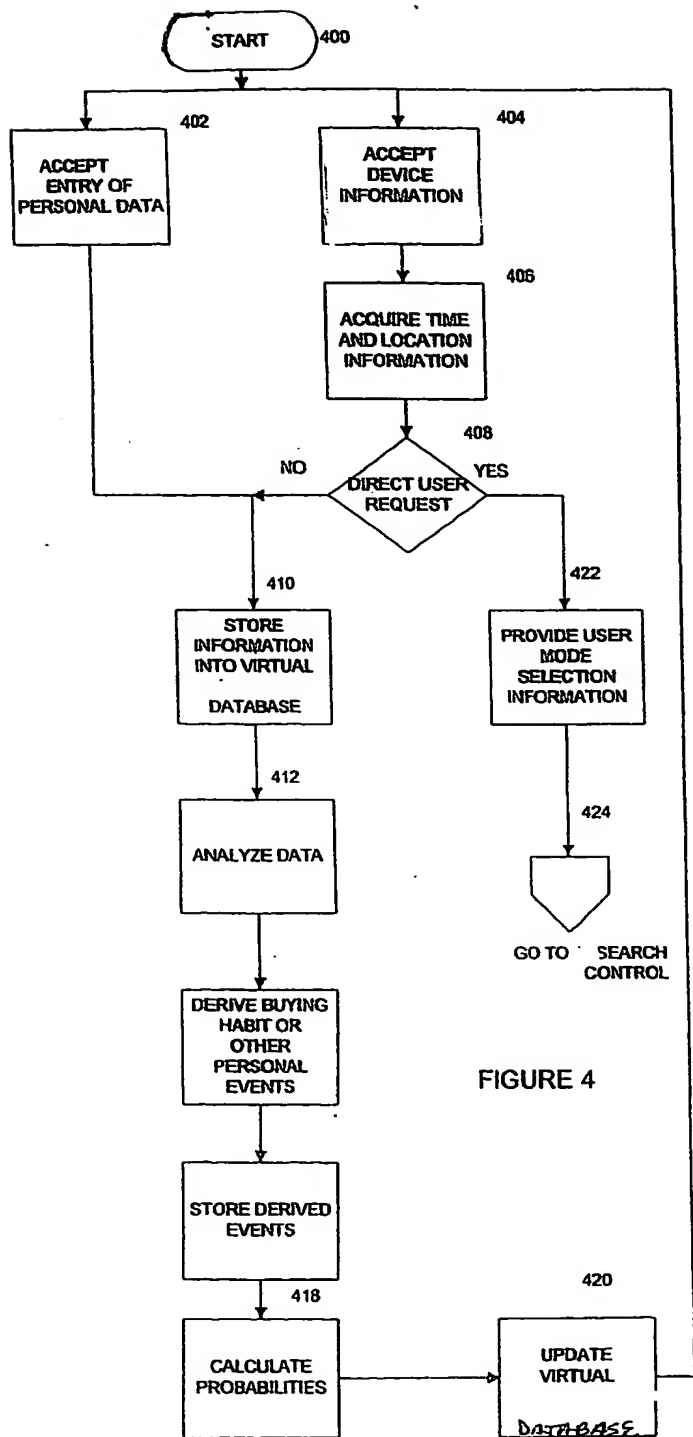 START
400
402
404
ACCEPT
ENTRY OF
PERSONAL DATA
ACCEPT
DEVICE
INFORMATION
406
ACQUIRE TIME
AND LOCATION
INFORMATION
408
NO
DIRECT USER
REQUEST
YES
410
422
STORE
INFORMATION
INTO VIRTUAL
DATABASE
PROVIDE USER
MODE
SELECTION
INFORMATION
412
424
ANALYZE DATA
GO TO SEARCH
CONTROL
DERIVE BUYING
HABIT OR
OTHER
PERSONAL
EVENTS
FIGURE 4
STORE DERIVED
EVENTS
418
420
CALCULATE
PROBABILITIES
UPDATE
VIRTUAL
DATABASE